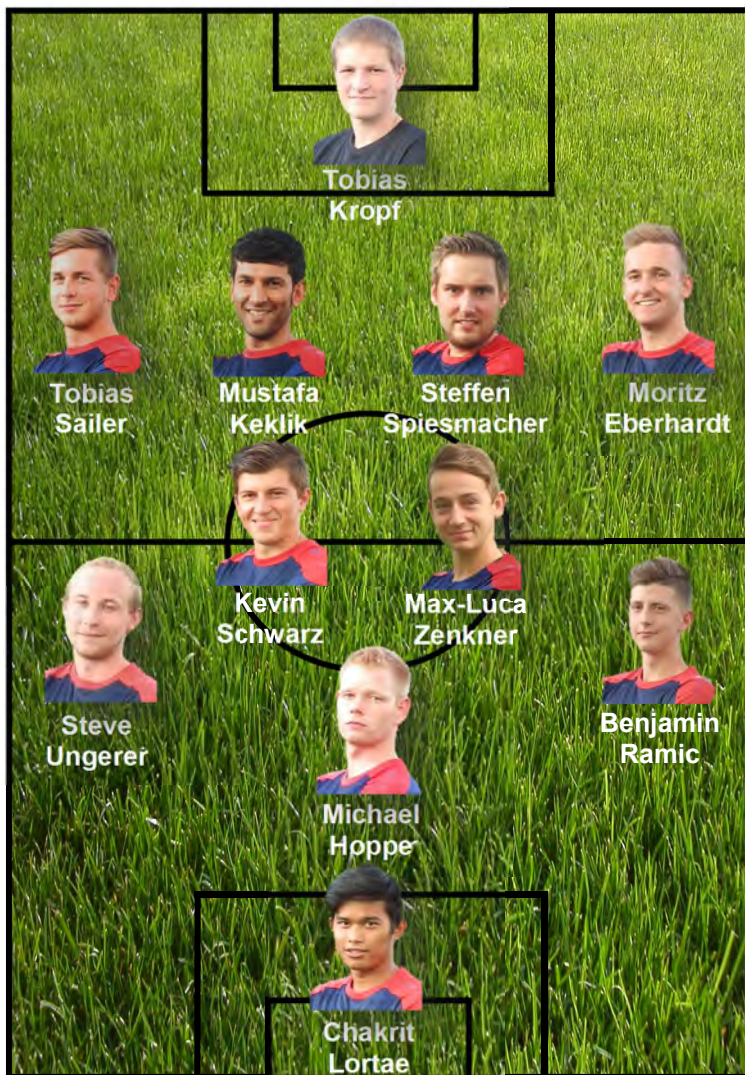 Tobias
Kropf
Tobias
Sailer
Mustafa
Keklik
Steffen
Spiesmacher
Moritz
Eberhardt
Kevin
Schwarz
Max-Luca
Zenkner
Steve
Ungerer
Benjamin
Ramic
Michael
Hoppe
Chakrit
Lortae